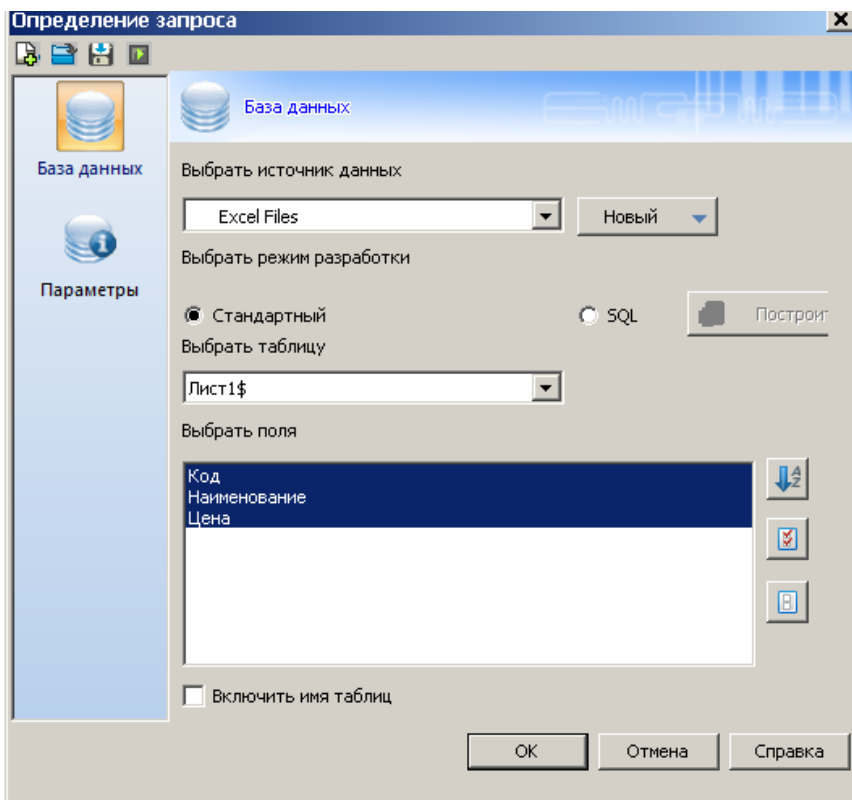 Определение запроса
База данных
База данных
Параметры
Выбрать источник данных
Excel Files
Новый
Выбрать режим разработки
Стандартный
SQL
Построит
Выбрать таблицу
Лист1$
Выбрать поля
Код
Наименование
Цена
Включить имя таблиц
OK
Отмена
Справка